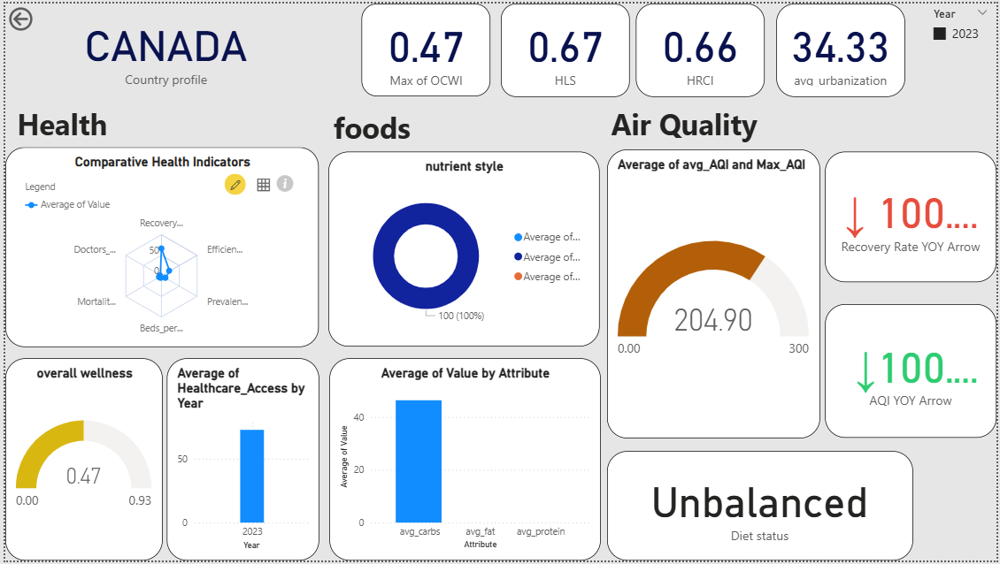 CANADA
Country profile
0.47
Max of OCWI
0.67
HLS
0.66
HRCI
34.33
avg_urbanization
Year
2023
Health
foods
Air Quality
Comparative Health Indicators
Legend
Average of Value
Recovery...
Doctors_...
50
Efficien...
0
Mortalit...
Prevalen...
Beds_per...
nutrient style
Average of...
Average of...
Average of...
100 (100%)
Average of avg_AQI and Max_AQI
204.90
0.00
300
↓ 100....
Recovery Rate YOY Arrow
↓100....
AQI YOY Arrow
overall wellness
0.47
0.00
0.93
Average of
Healthcare_Access by
Year
50
0
2023
Year
Average of Value by Attribute
Average of Value
40
20
0
avg_carbs
avg_fat
avg_protein
Attribute
Unbalanced
Diet status